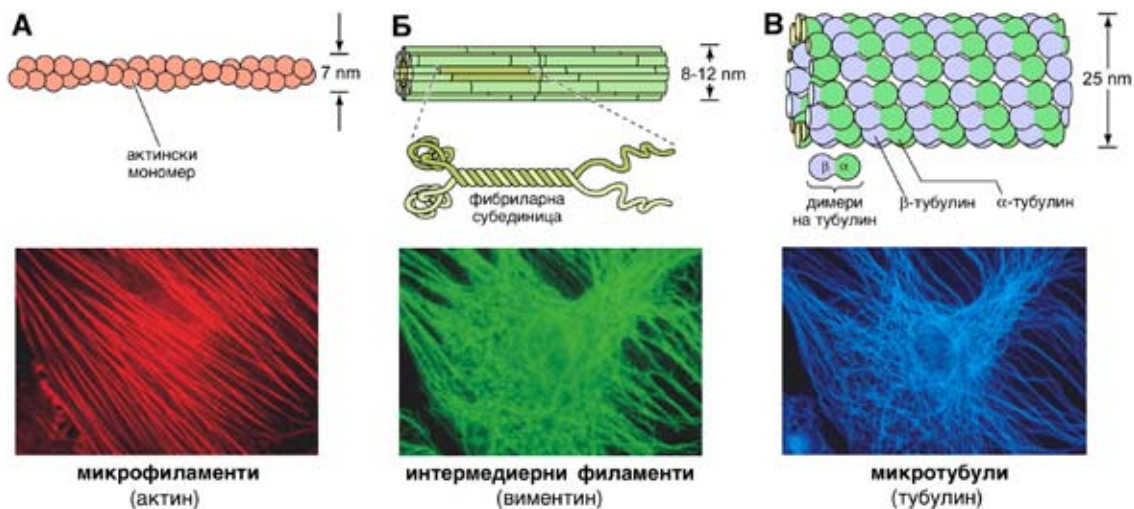 А
7 nm
актински
мономер
микрофиламенти
(актин)
Б
8-12 nm
фибриларна
субединица
интермедиерни филаменти
(виментин)
В
25 nm
β α
димери
на тубулин
β-тубулин
α-тубулин
микротубули
(тубулин)